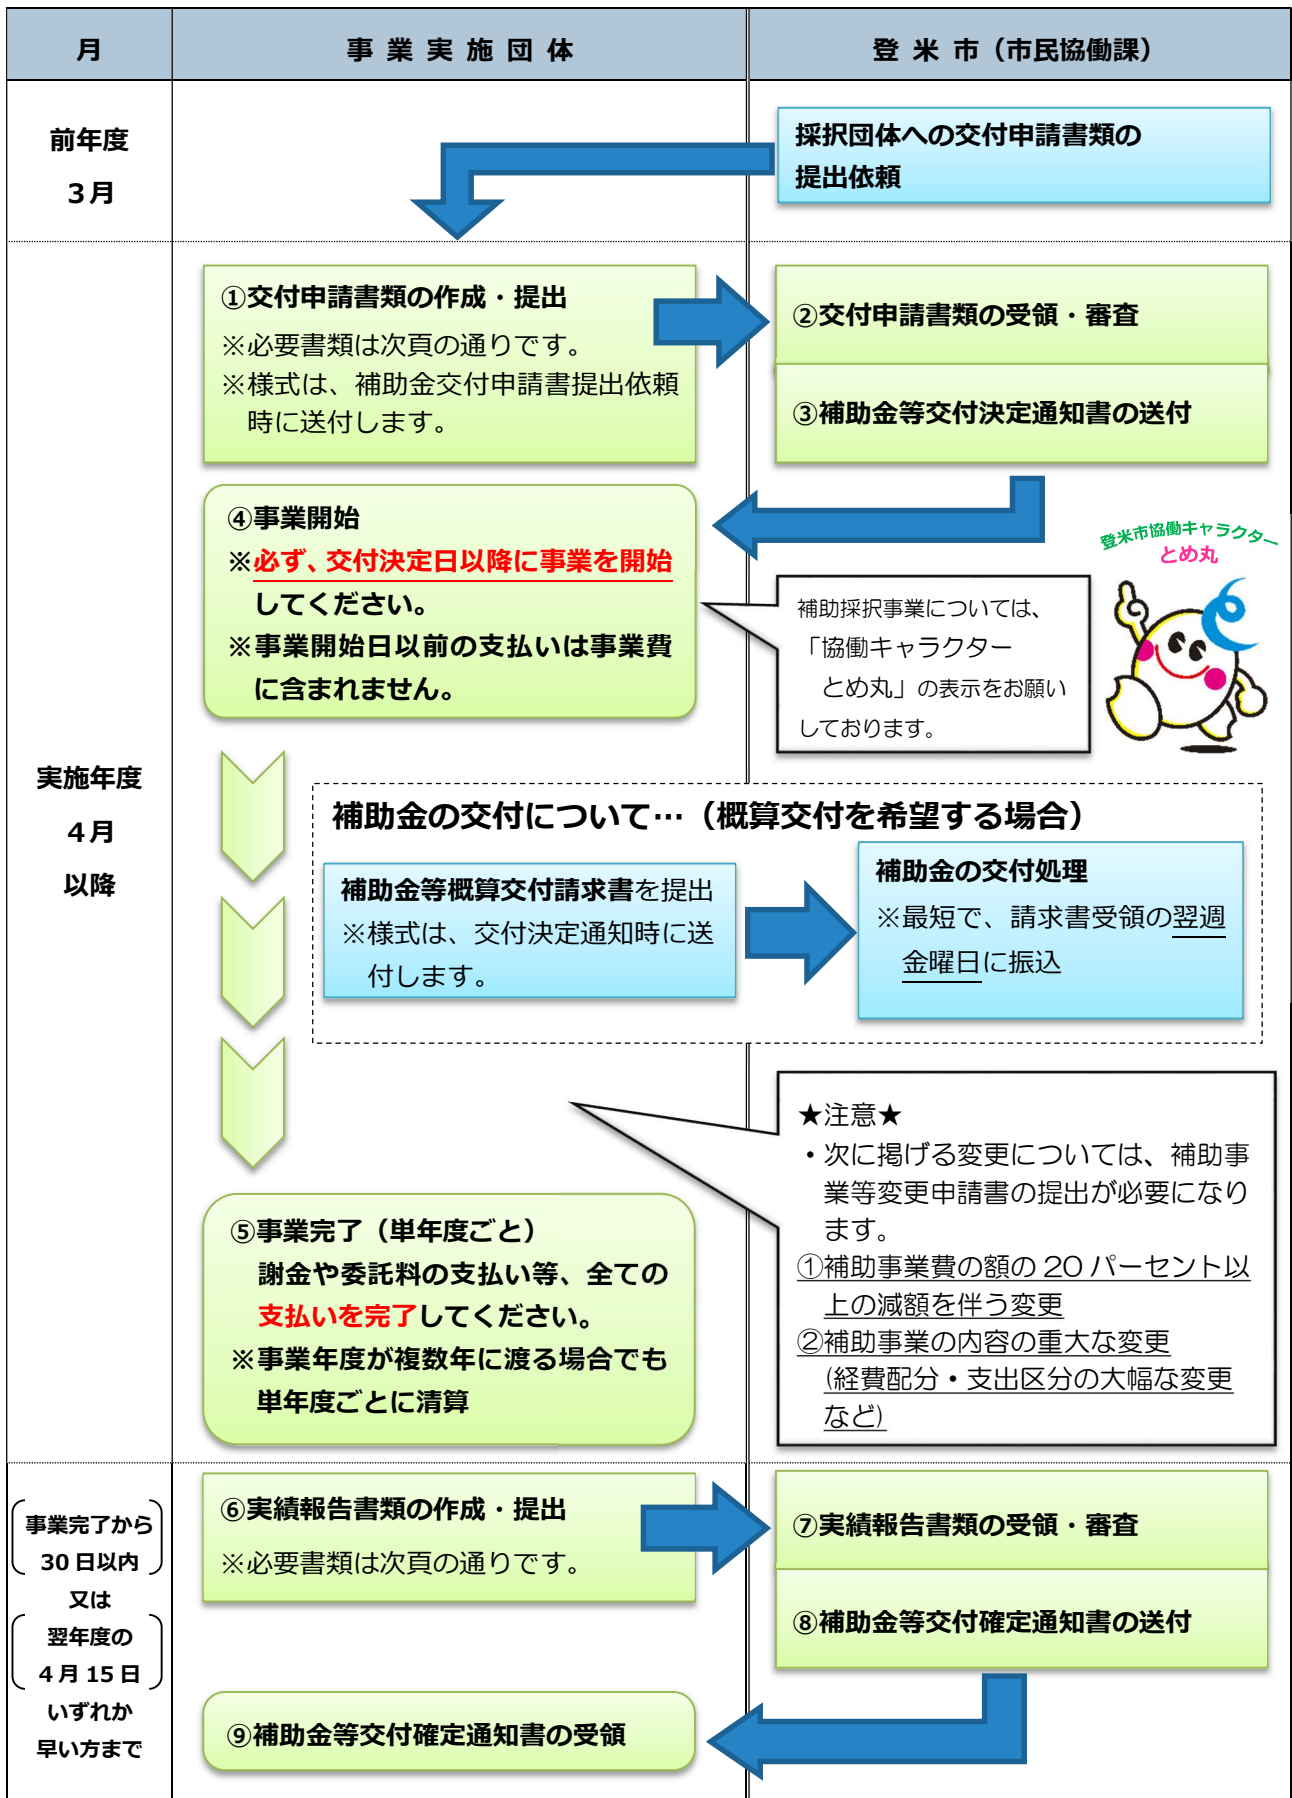 月
事業実施団体
登米市（市民協働課）
前年度
３月
採択団体への交付申請書類の
提出依頼
①交付申請書類の作成・提出
※必要書類は次頁の通りです。
※様式は、補助金交付申請書提出依頼
時に送付します。
②交付申請書類の受領・審査
③補助金等交付決定通知書の送付
実施年度
４月
以降
④事業開始
※必ず、交付決定日以降に事業を開始
してください。
※事業開始日以前の支払いは事業費
に含まれません。
登米市協働キャラクター
とめ丸
補助採択事業については、
「協働キャラクター
とめ丸」の表示をお願い
しております。
補助金の交付について…（概算交付を希望する場合）
補助金等概算交付請求書を提出
※様式は、交付決定通知時に送
付します。
補助金の交付処理
※最短で、請求書受領の翌週
金曜日に振込
★注意★
・次に掲げる変更については、補助事
業等変更申請書の提出が必要になり
ます。
①補助事業費の額の 20 パーセント以
上の減額を伴う変更
②補助事業の内容の重大な変更
(経費配分・支出区分の大幅な変更
など)
⑤事業完了（単年度ごと）
謝金や委託料の支払い等、全ての
支払いを完了してください。
※事業年度が複数年に渡る場合でも
単年度ごとに清算
事業完了から
30 日以内
又は
翌年度の
4 月 15 日
いずれか
早い方まで
⑥実績報告書類の作成・提出
※必要書類は次頁の通りです。
⑦実績報告書類の受領・審査
⑧補助金等交付確定通知書の送付
⑨補助金等交付確定通知書の受領